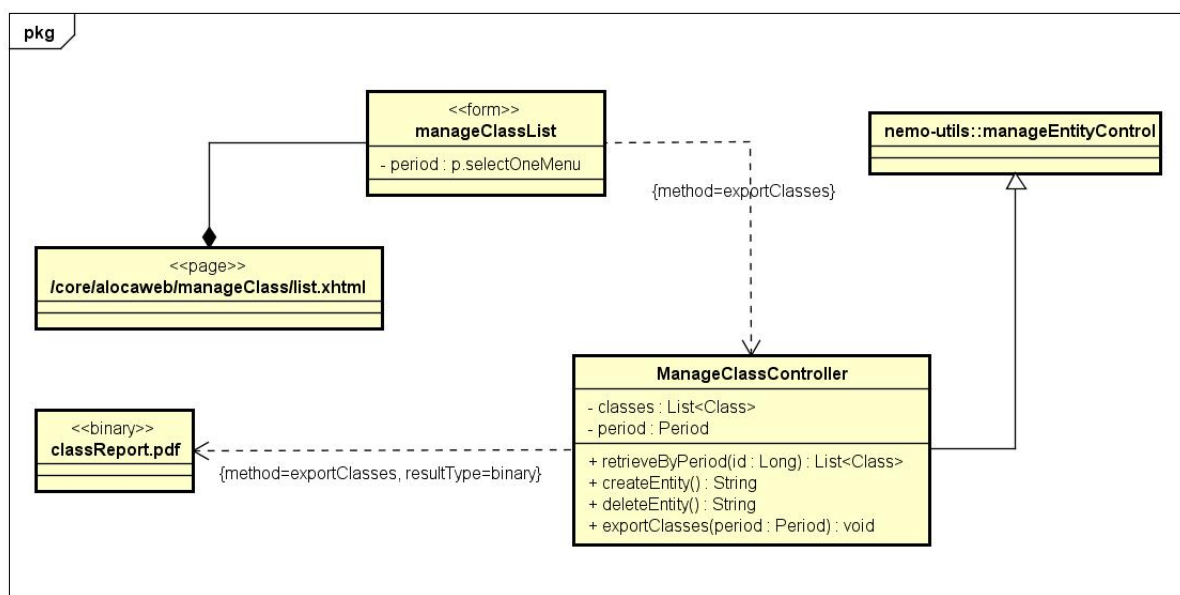 pkg
<<form>>
manageClassList
- period : p.selectOneMenu
nemo-utils::manageEntityControl
{method=exportClasses}
<<page>>
/core/alocaweb/manageClass/list.xhtml
ManageClassController
- classes : List<Class>
- period : Period
+ retrieveByPeriod(id : Long) : List<Class>
+ createEntity() : String
+ deleteEntity() : String
+ exportClasses(period : Period) : void
<<binary>>
classReport.pdf
{method=exportClasses, resultType=binary}